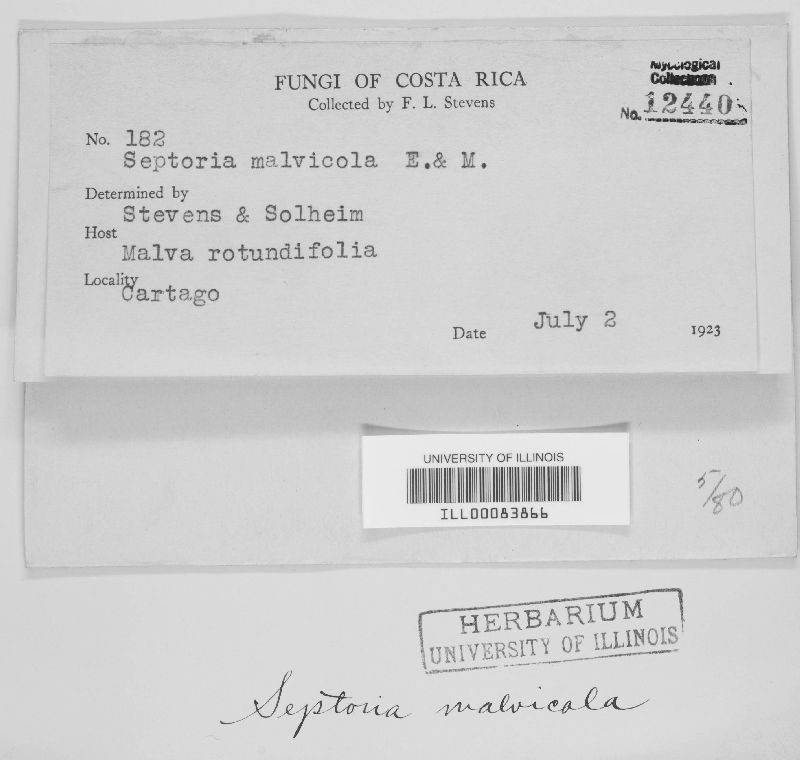 FUNGI OF COSTA RICA
Collected by F. L. Stevens
Mycological
Collections
No. 12440
No. 182
Septoria malvicola E.& M.
Determined by
Stevens & Solheim
Host
Malva rotundifolia
Locality
Cartago
Date July 2 1923
UNIVERSITY OF ILLINOIS
ILL00083866
5/80
HERBARIUM
UNIVERSITY OF ILLINOIS
Septoria malvicola